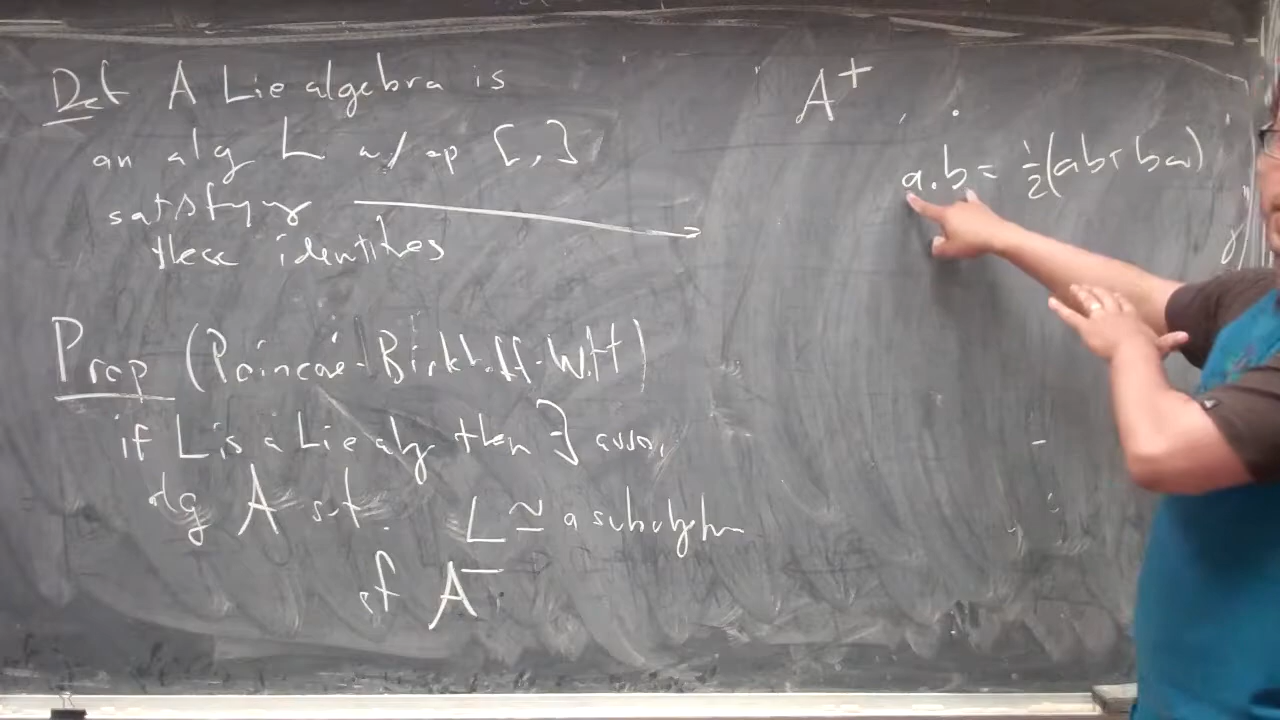 Def A Lie algebra is
an alg L w/ op [,]
satisfying
these identities
Prop (Poincaré-Birkhoff-Witt)
if L is a Lie alg then ∃ assoc.
alg A s.t. L ≅ a subalgebra
of A⁻.
A⁺
a.b = ½(ab+ba)